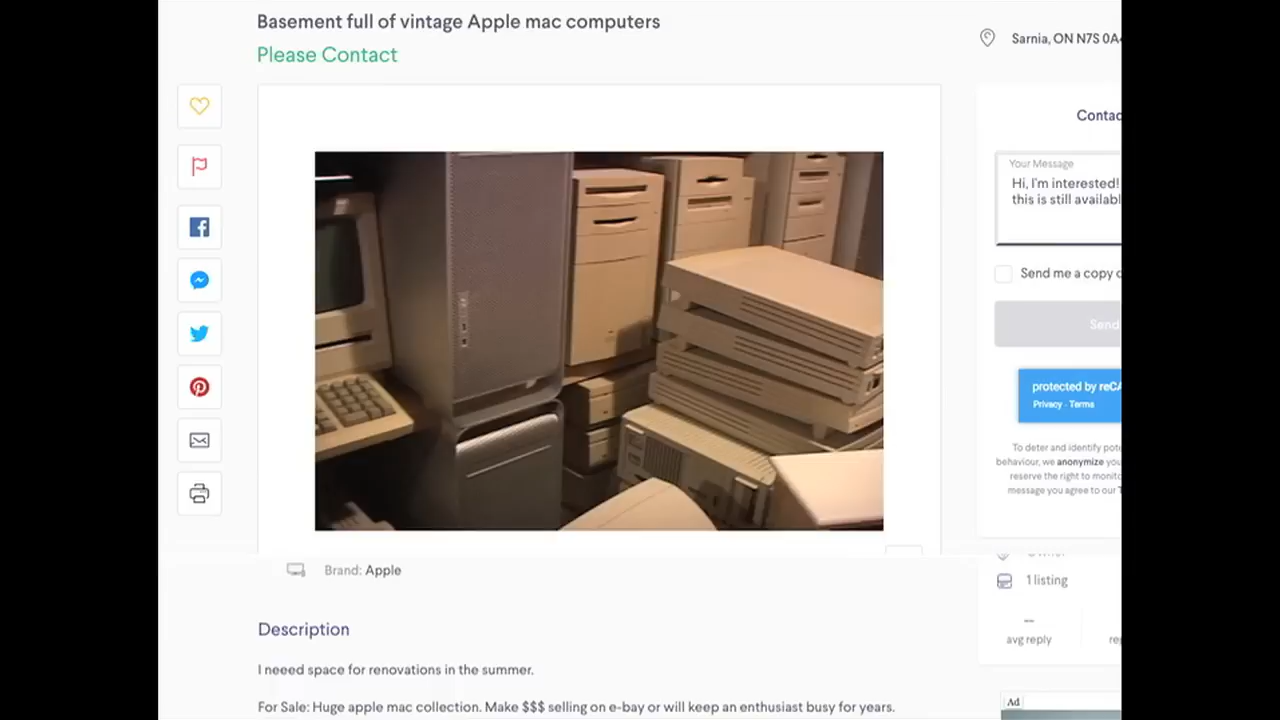 Basement full of vintage Apple mac computers
Please Contact
Sarnia, ON N7S 0A
Contac
Your Message
Hi, I'm interested!
this is still availabl
Send me a copy
Send
protected by reCA
Privacy - Terms
To deter and identify pote
behaviour, we anonymize you
reserve the right to monito
message you agree to our T
Brand: Apple
1 listing
--
avg reply
rep
Description
I neeed space for renovations in the summer.
For Sale: Huge apple mac collection. Make $$$ selling on e-bay or will keep an enthusiast busy for years.
Ad